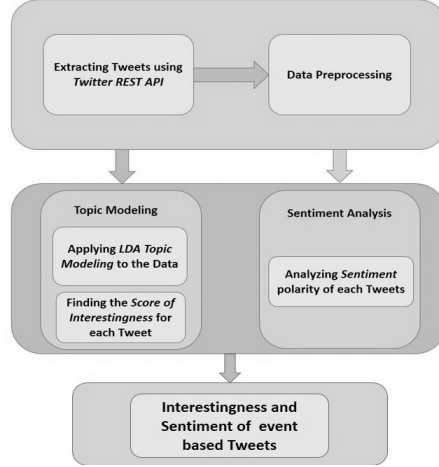 Extracting Tweets using
Twitter REST API
Data Preprocessing
Topic Modeling
Applying LDA Topic
Modeling to the Data
Finding the Score of
Interestingness for
each Tweet
Sentiment Analysis
Analyzing Sentiment
polarity of each Tweets
Interestingness and
Sentiment of event
based Tweets